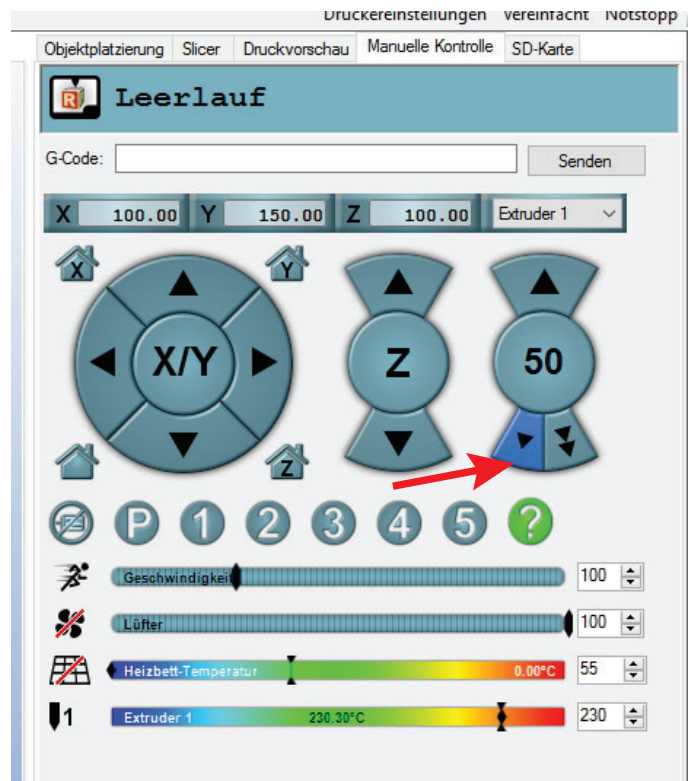 Druckereinstellungen Vereinfacht Notstopp
Objektplatzierung Slicer Druckvorschau Manuelle Kontrolle SD-Karte
R Leerlauf
G-Code: Senden
X 100.00 Y 150.00 Z 100.00 Extruder 1
X Y
X/Y Z 50
Z
P 1 2 3 4 5 ?
Geschwindigkeit 100
Lüfter 100
Heizbett-Temperatur 0.00°C 55
1 Extruder 1 230.30°C 230